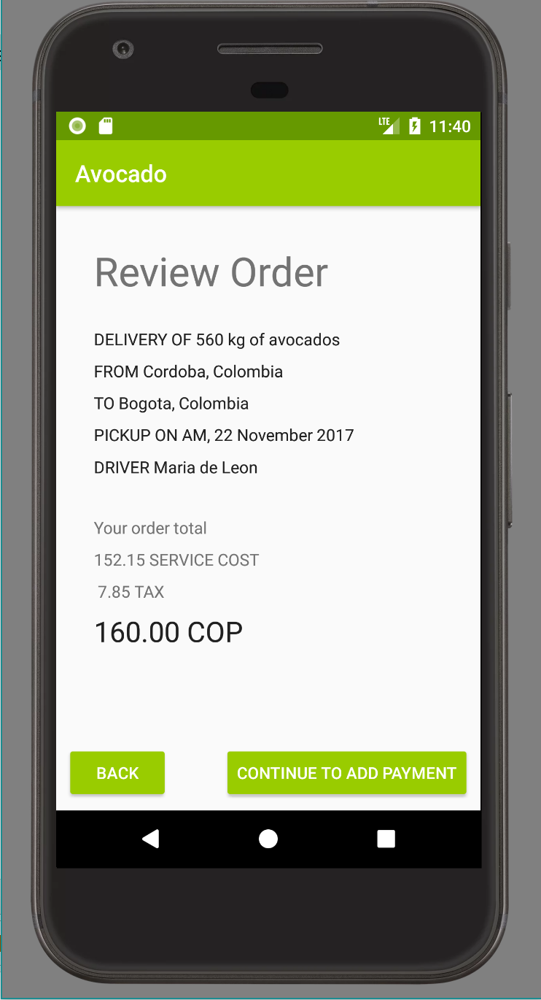 LTE 11:40
Avocado
Review Order
DELIVERY OF 560 kg of avocados
FROM Cordoba, Colombia
TO Bogota, Colombia
PICKUP ON AM, 22 November 2017
DRIVER Maria de Leon
Your order total
152.15 SERVICE COST
7.85 TAX
160.00 COP
BACK CONTINUE TO ADD PAYMENT